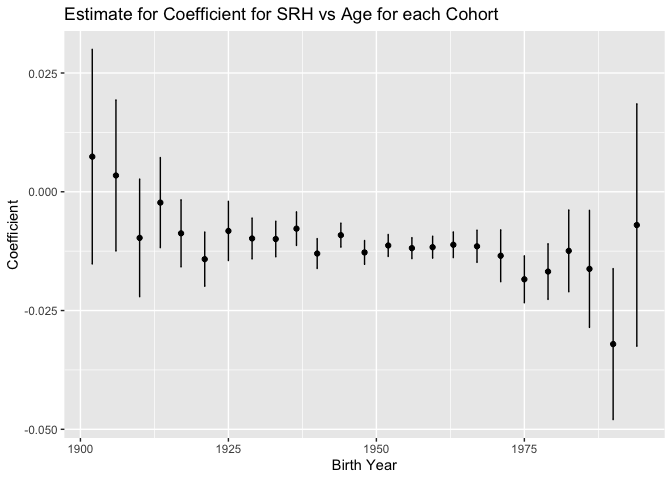 Estimate for Coefficient for SRH vs Age for each Cohort
0.025
0.000
-0.025
-0.050
Coefficient
1900 1925 1950 1975
Birth Year